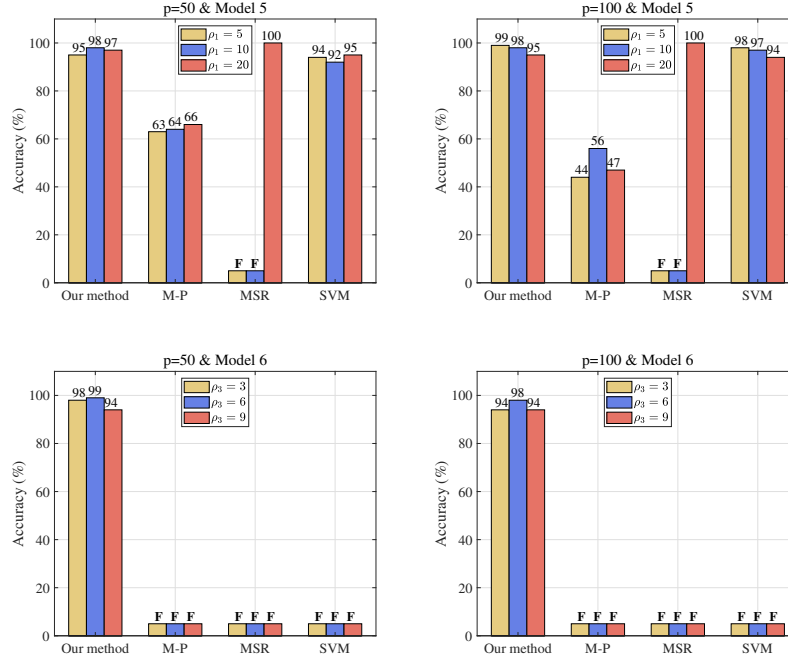 p=50 & Model 5
Accuracy (%)
100
80
60
40
20
0
ρ₁ = 5
ρ₁ = 10
ρ₁ = 20
95 98 97
63 64 66
F F 100
94 92 95
Our method M-P MSR SVM
p=100 & Model 5
Accuracy (%)
100
80
60
40
20
0
ρ₁ = 5
ρ₁ = 10
ρ₁ = 20
99 98 95
44 56 47
F F 100
98 97 94
Our method M-P MSR SVM
p=50 & Model 6
Accuracy (%)
100
80
60
40
20
0
ρ₃ = 3
ρ₃ = 6
ρ₃ = 9
98 99 94
F F F
F F F
F F F
Our method M-P MSR SVM
p=100 & Model 6
Accuracy (%)
100
80
60
40
20
0
ρ₃ = 3
ρ₃ = 6
ρ₃ = 9
94 98 94
F F F
F F F
F F F
Our method M-P MSR SVM